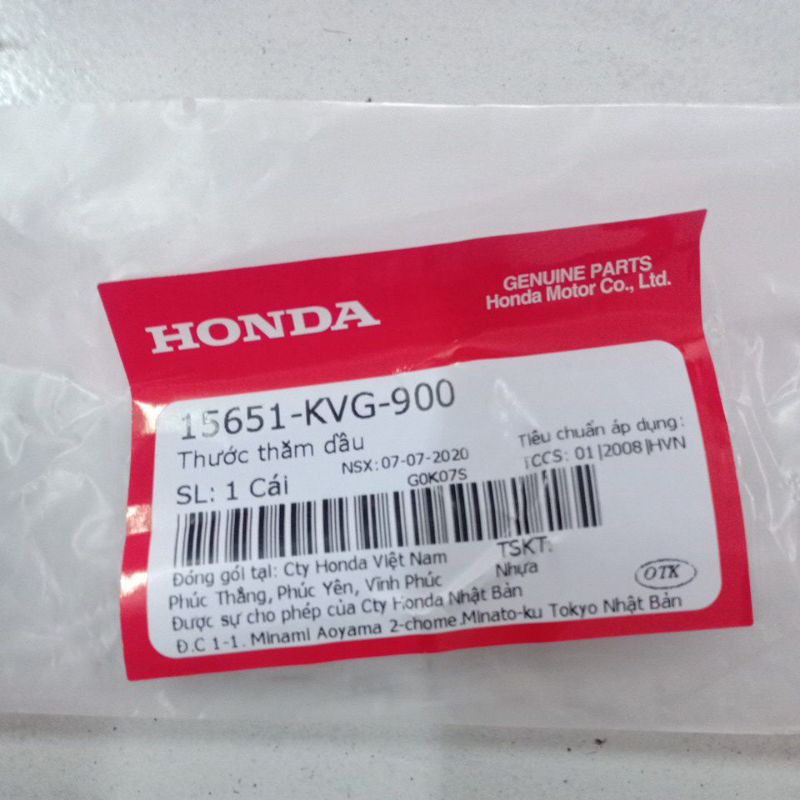 HONDA
GENUINE PARTS
Honda Motor Co., Ltd.
15651-KVG-900
Thước thăm dầu
NSX: 07-07-2020
Tiêu chuẩn áp dụng:
SL: 1 Cái
G0K07S
TCCS: 01|2008|HVN
Đóng gói tại: Cty Honda Việt Nam
TSKT:
Phúc Thắng, Phúc Yên, Vĩnh Phúc
Nhựa
OTK
Được sự cho phép của Cty Honda Nhật Bản
Đ.C 1-1. Minami Aoyama 2-chome.Minato-ku Tokyo Nhật Bản